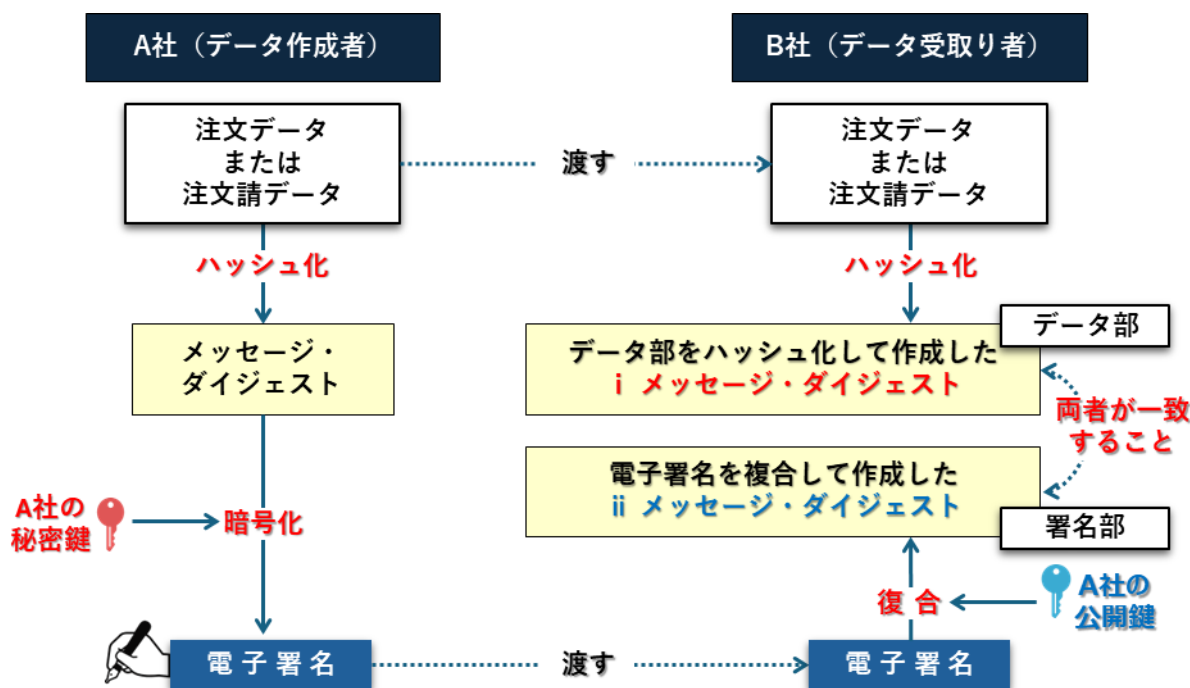 A社（データ作成者）
B社（データ受取り者）
注文データ
または
注文請データ
渡す
注文データ
または
注文請データ
ハッシュ化
ハッシュ化
データ部
メッセージ・
ダイジェスト
データ部をハッシュ化して作成した
ⅰ メッセージ・ダイジェスト
両者が一致
すること
電子署名を複合して作成した
ⅱ メッセージ・ダイジェスト
署名部
A社の
秘密鍵
暗号化
復合
A社の
公開鍵
電子署名
渡す
電子署名